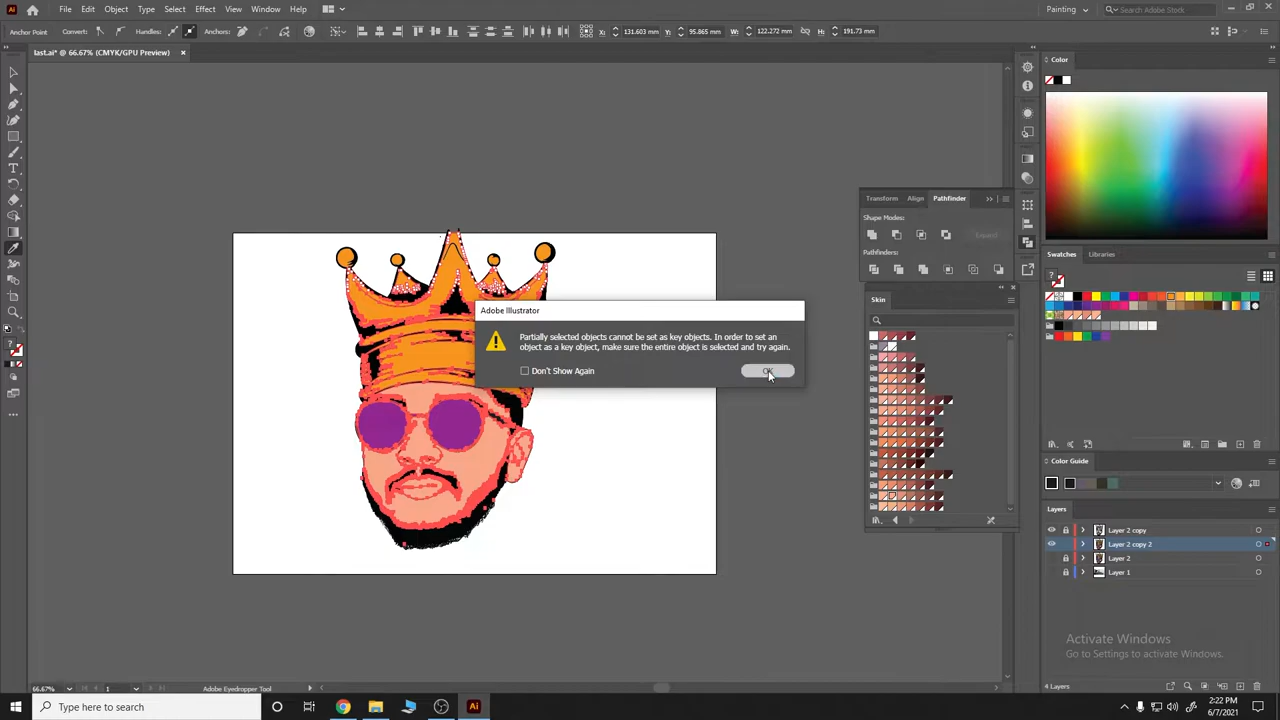 Ai File Edit Object Type Select Effect View Window Help Painting Search Adobe Stock
Anchor Point Convert: Handles: Anchors: X: 131.603 mm Y: 95.865 mm W: 122.272 mm H: 191.73 mm
last.ai* @ 66.67% (CMYK/GPU Preview) ×
Color
Transform Align Pathfinder
Shape Modes:
Expand
Pathfinders:
Swatches Libraries
Skin
Adobe Illustrator
Partially selected objects cannot be set as key objects. In order to set an
object as a key object, make sure the entire object is selected and try again.
Don't Show Again OK
Color Guide
Layers
Layer 2 copy
Layer 2 copy 2
Layer 2
Layer 1
Activate Windows
Go to Settings to activate Windows.
4 Layers
66.67% 1 Adobe Eyedropper Tool
Type here to search
2:22 PM
6/7/2021